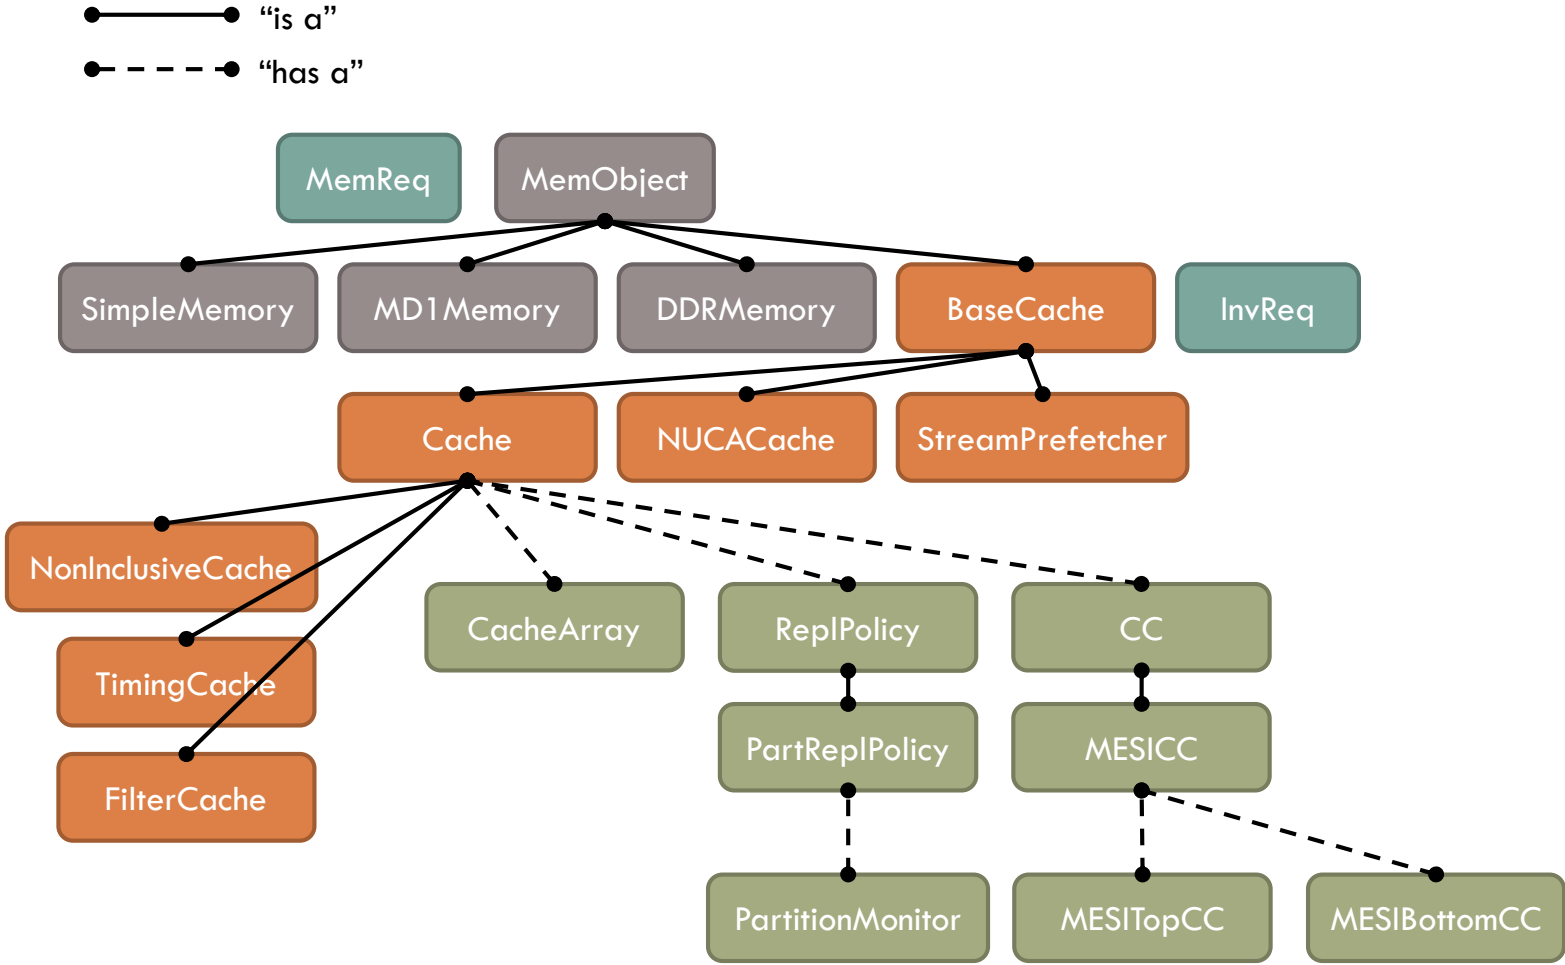 “is a”
“has a”
MemReq
MemObject
SimpleMemory
MD1Memory
DDRMemory
BaseCache
InvReq
Cache
NUCACache
StreamPrefetcher
NonInclusiveCache
CacheArray
ReplPolicy
CC
TimingCache
PartReplPolicy
MESICC
FilterCache
PartitionMonitor
MESITopCC
MESIBottomCC